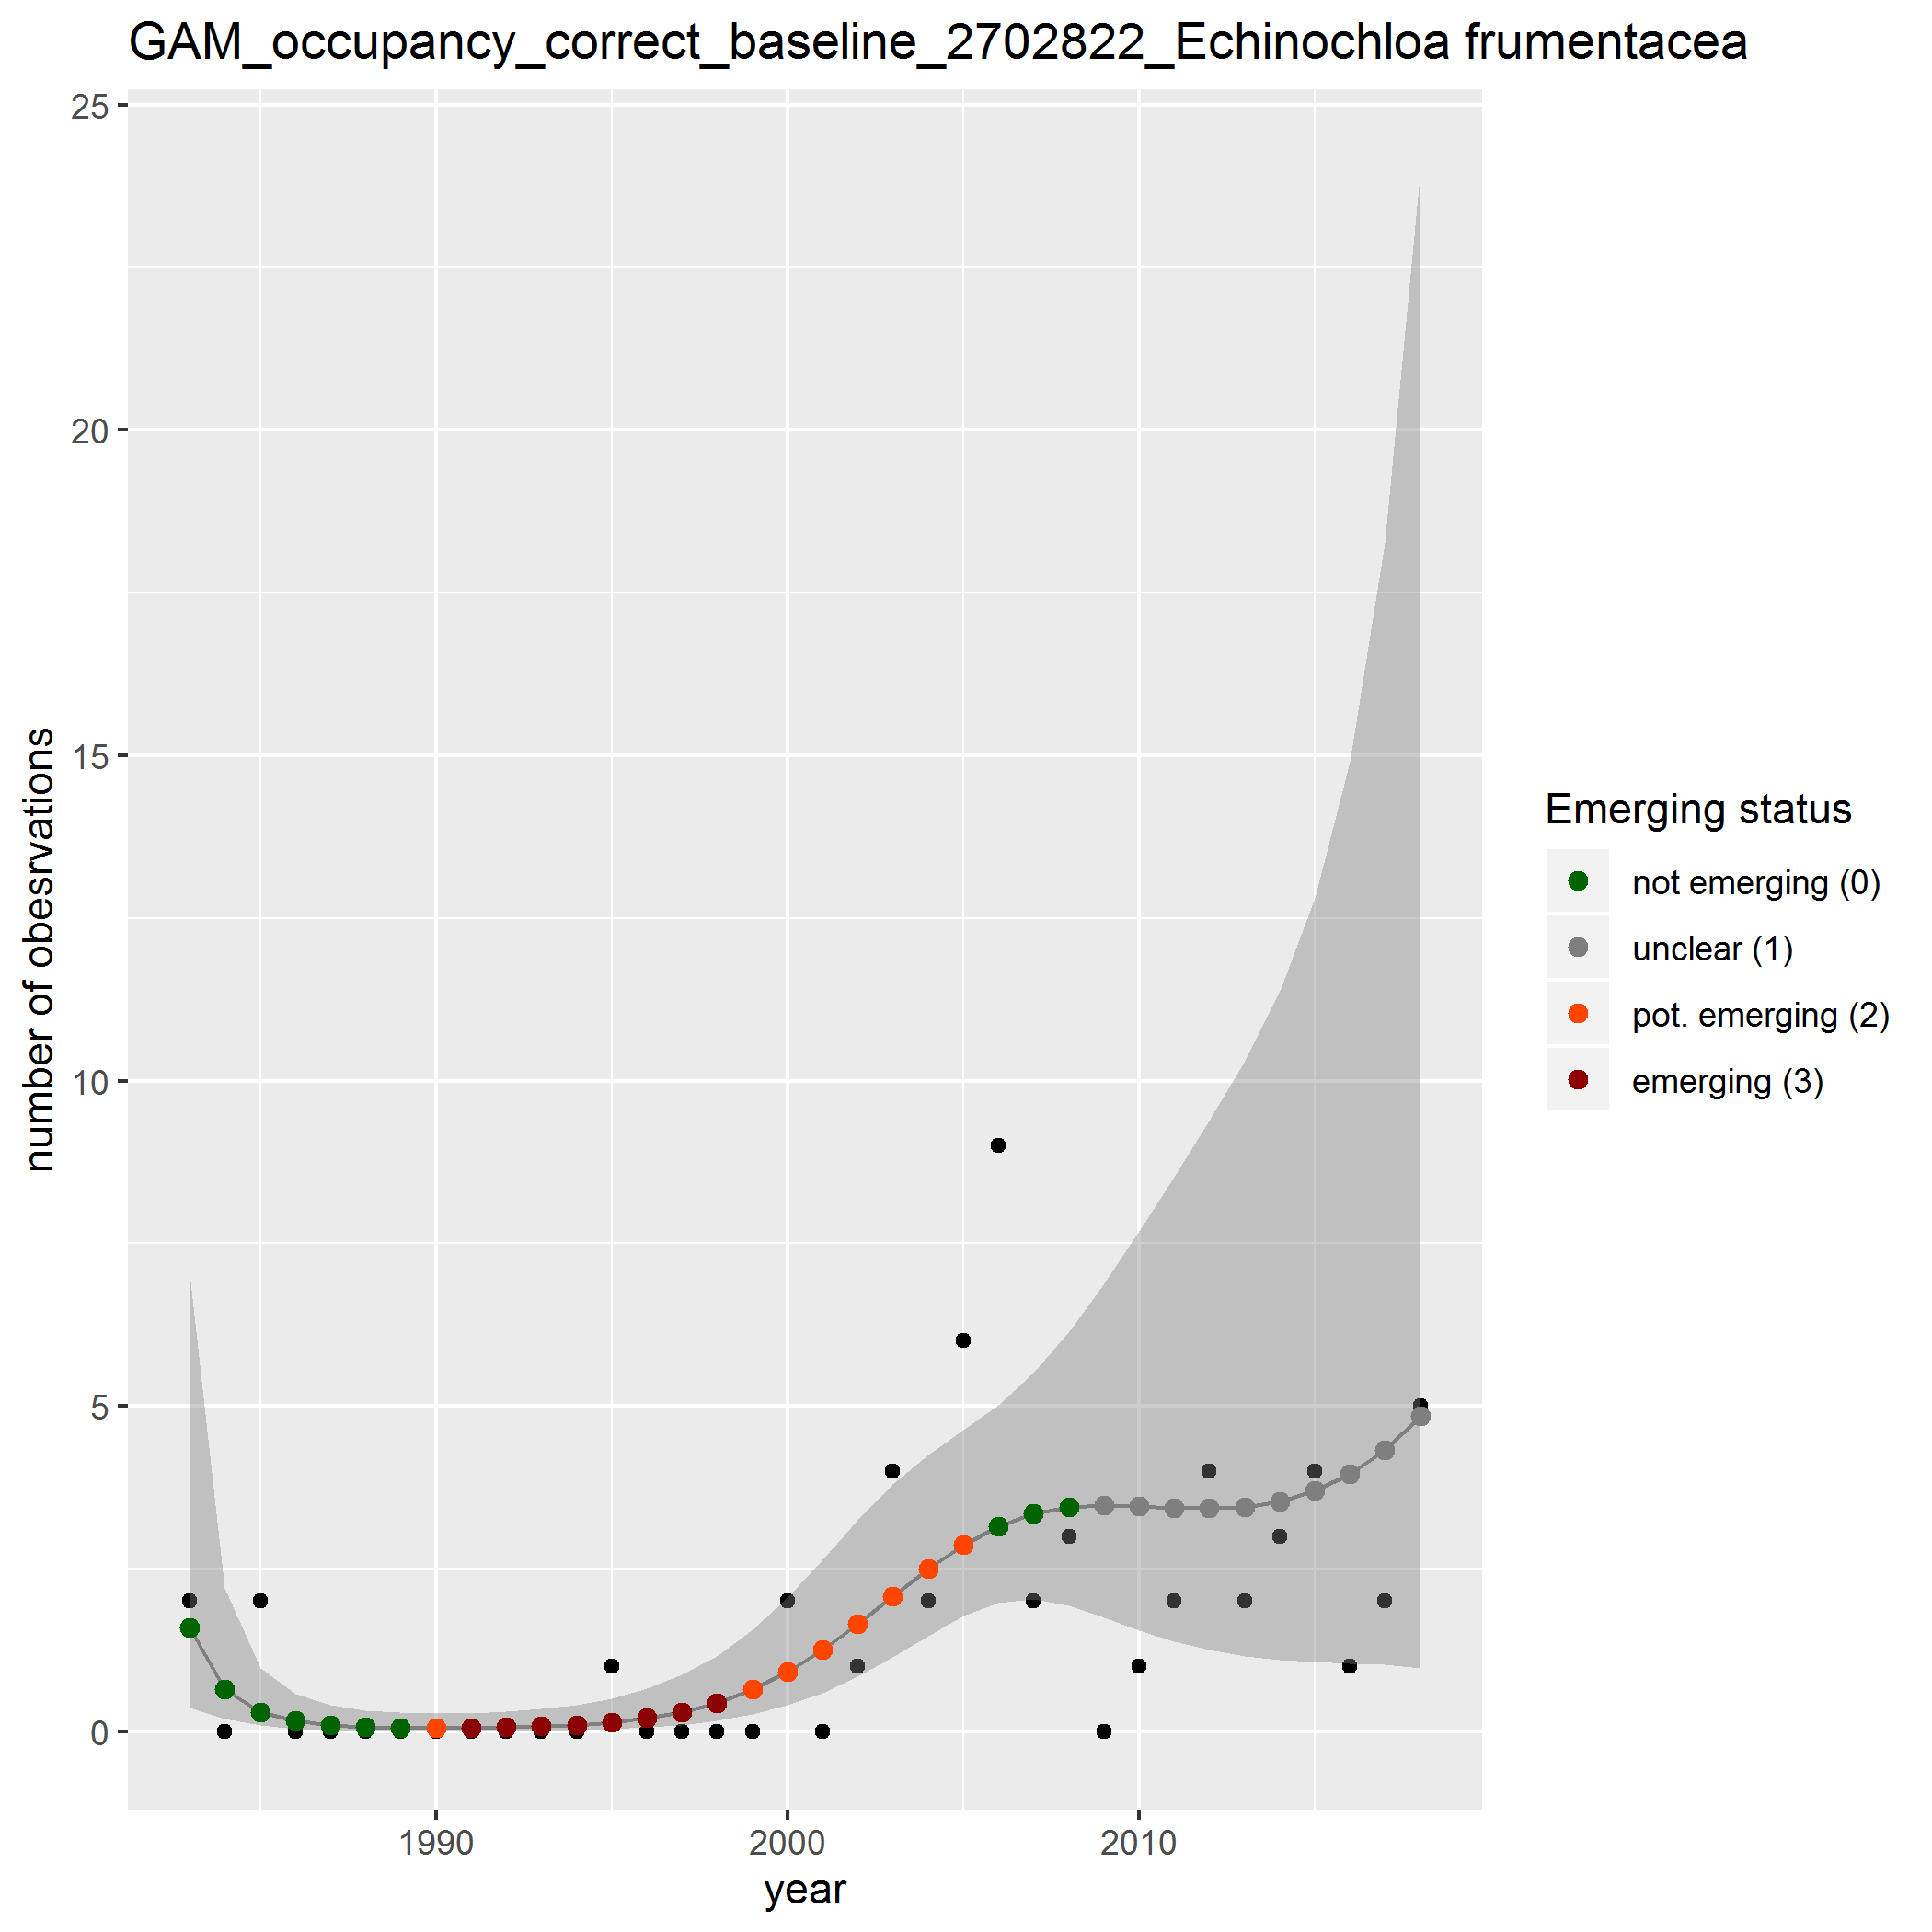 GAM_occupancy_correct_baseline_2702822_Echinochloa frumentacea
25
20
15
10
5
0
number of obesrvations
1990
2000
2010
year
Emerging status
not emerging (0)
unclear (1)
pot. emerging (2)
emerging (3)